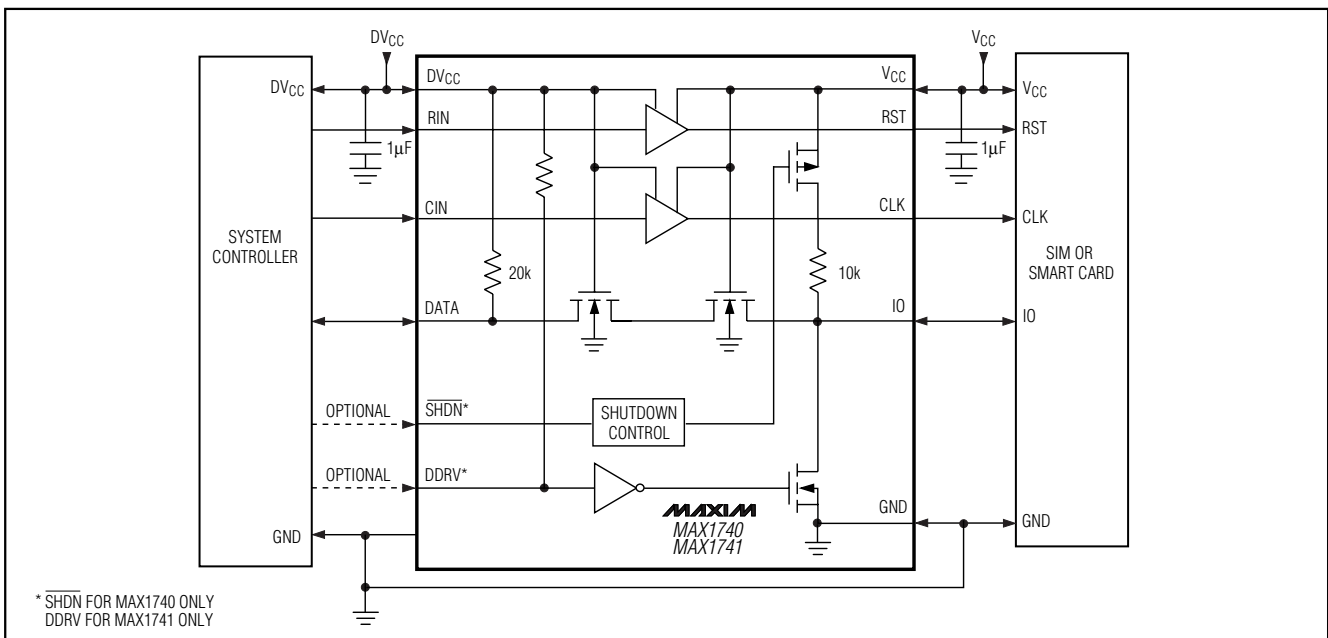 DVCC
VCC
DVCC
DVCC
VCC
VCC
RIN
RST
RST
1μF
1μF
CIN
CLK
CLK
SYSTEM
CONTROLLER
SIM OR
SMART CARD
20k
10k
DATA
IO
IO
OPTIONAL
SHDN*
SHUTDOWN
CONTROL
OPTIONAL
DDRV*
MAXIM
MAX1740
MAX1741
GND
GND
GND
* SHDN FOR MAX1740 ONLY
DDRV FOR MAX1741 ONLY